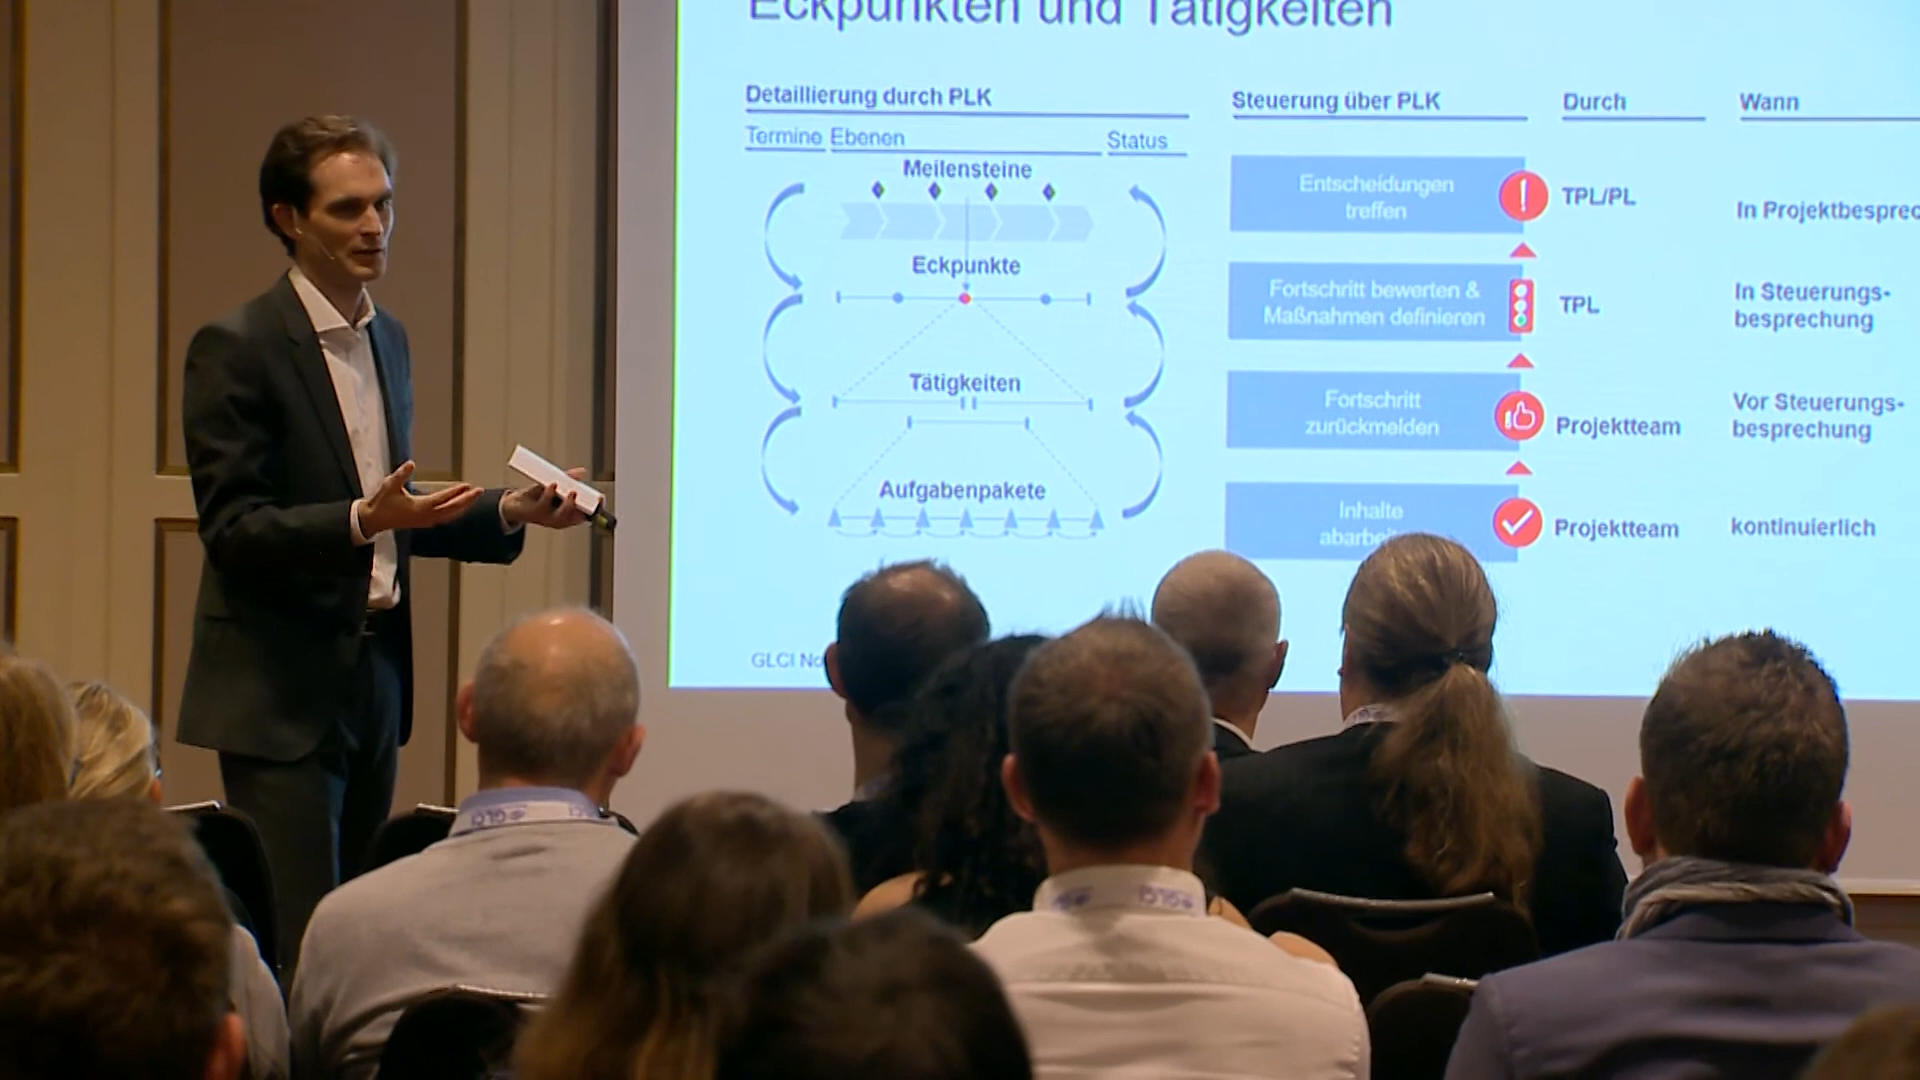 Eckpunkten und Tätigkeiten
Detaillierung durch PLK
Termine Ebenen Status
Meilensteine
Eckpunkte
Tätigkeiten
Aufgabenpakete
Steuerung über PLK
Durch
Wann
Entscheidungen
treffen
TPL/PL
In Projektbesprec
Fortschritt bewerten &
Maßnahmen definieren
TPL
In Steuerungs-
besprechung
Fortschritt
zurückmelden
Projektteam
Vor Steuerungs-
besprechung
Inhalte
Projektteam
kontinuierlich
GLCI